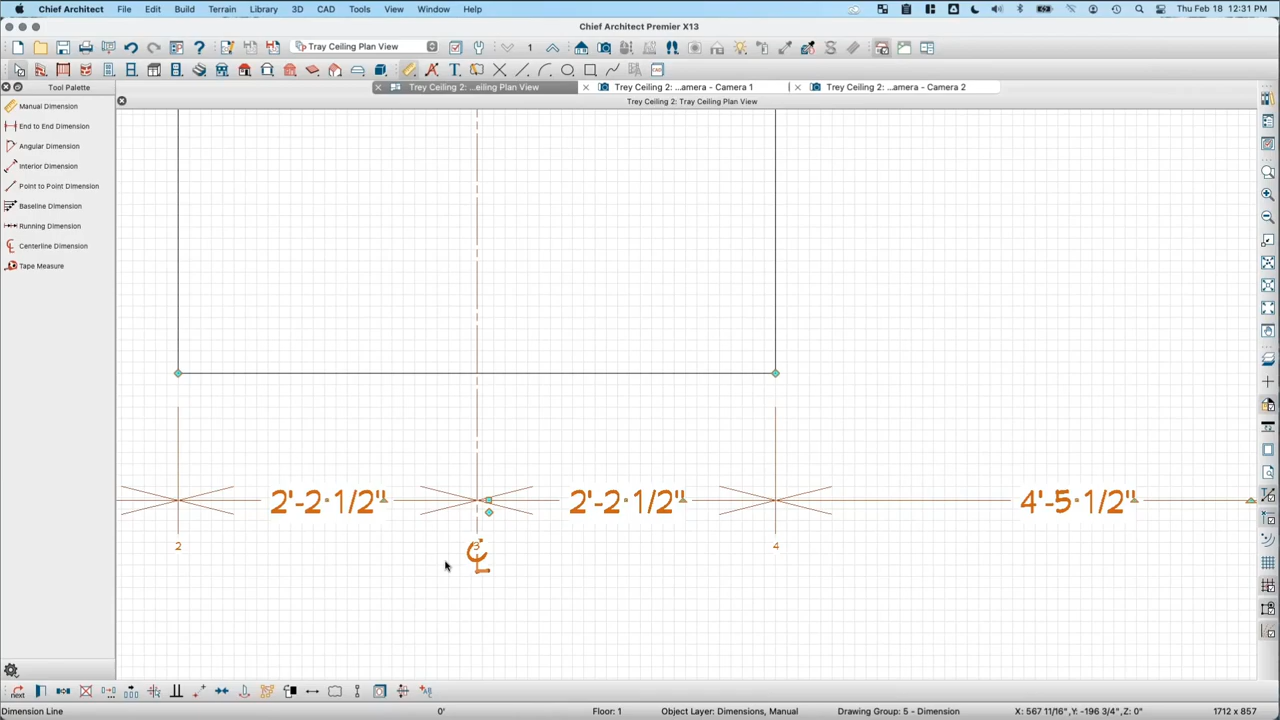 Chief Architect File Edit Build Terrain Library 3D CAD Tools View Window Help Thu Feb 18 12:31 PM
Chief Architect Premier X13
Tray Ceiling Plan View 1
Tool Palette
Trey Ceiling 2: ...eiling Plan View
Trey Ceiling 2: ...amera - Camera 1
Trey Ceiling 2: ...amera - Camera 2
Trey Ceiling 2: Tray Ceiling Plan View
Manual Dimension
End to End Dimension
Angular Dimension
Interior Dimension
Point to Point Dimension
Baseline Dimension
Running Dimension
Centerline Dimension
Tape Measure
2'-2 1/2" 2'-2 1/2" 4'-5 1/2"
2 3 4
next
Dimension Line 0' Floor: 1 Object Layer: Dimensions, Manual Drawing Group: 5 - Dimension X: 567 11/16", Y: -196 3/4", Z: 0" 1712 x 857